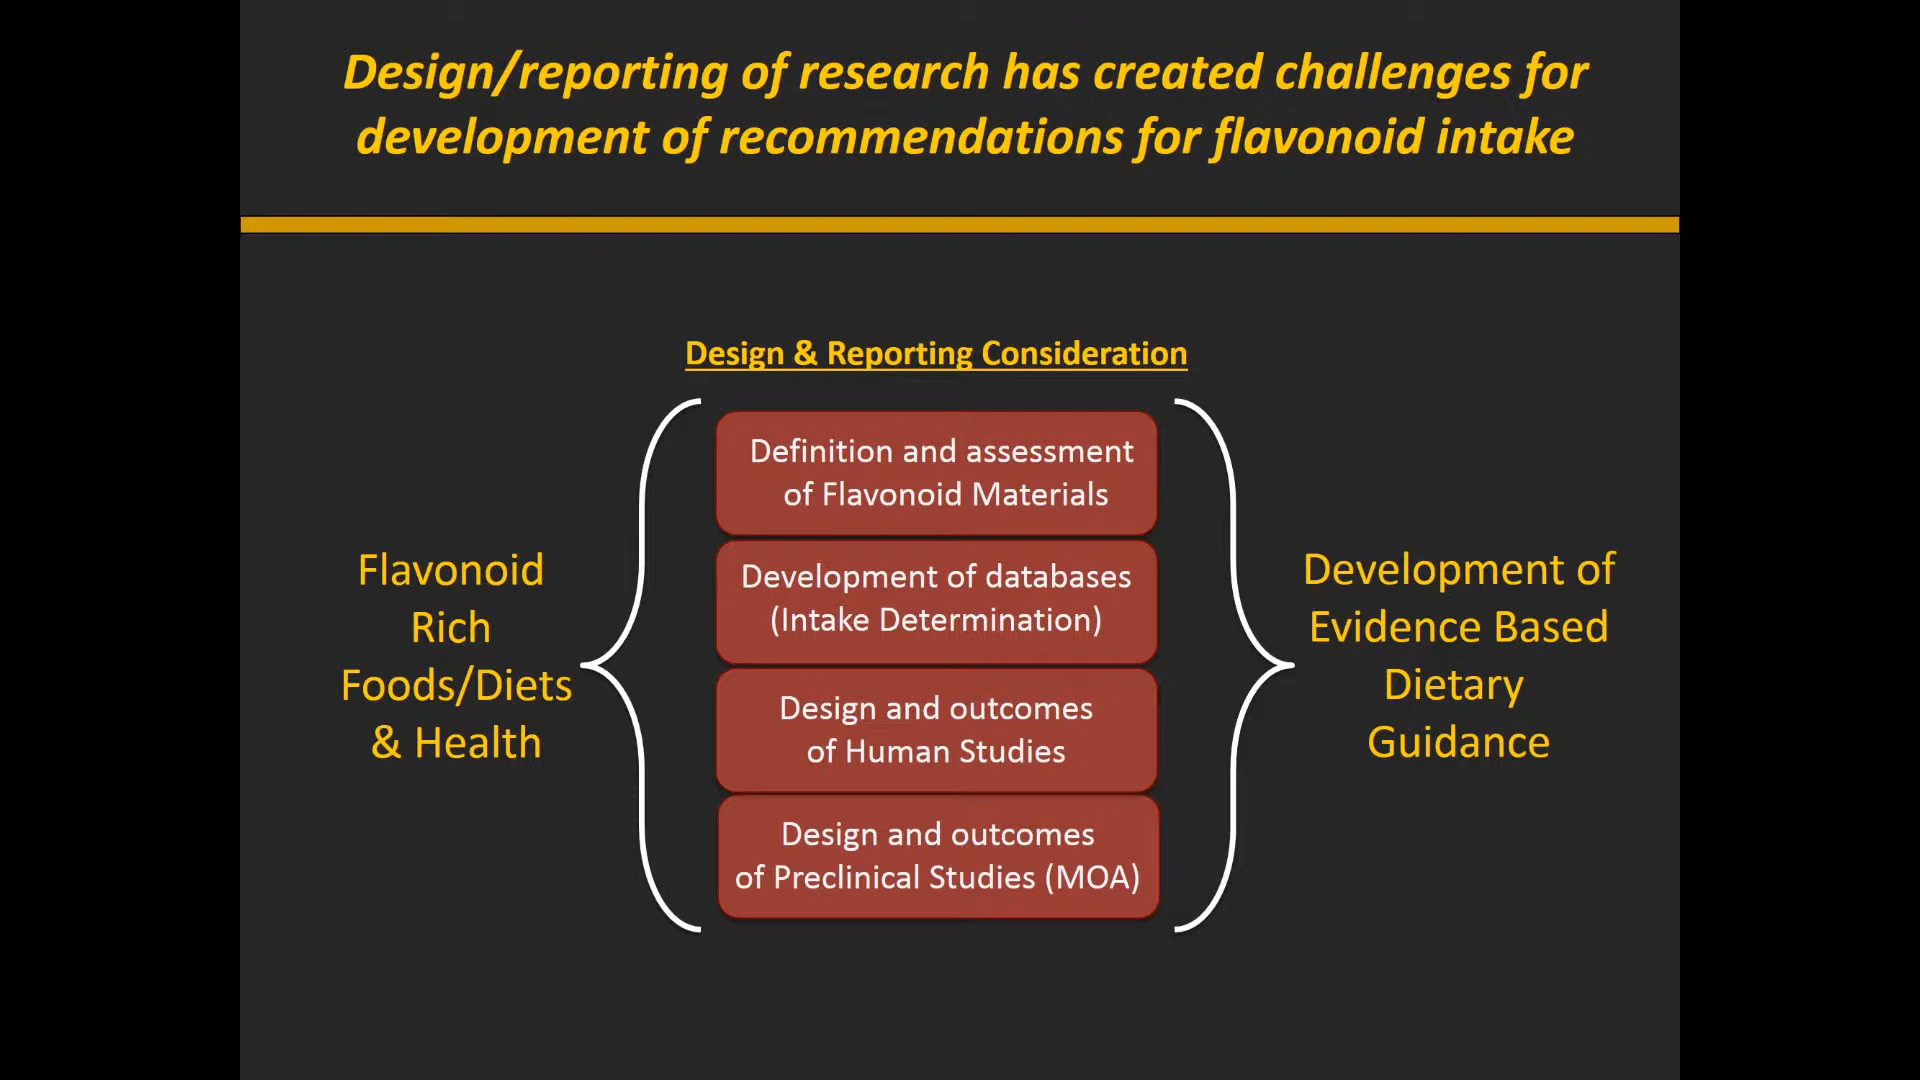 Design/reporting of research has created challenges for
development of recommendations for flavonoid intake
Design & Reporting Consideration
Flavonoid
Rich
Foods/Diets
& Health
Definition and assessment
of Flavonoid Materials
Development of databases
(Intake Determination)
Design and outcomes
of Human Studies
Design and outcomes
of Preclinical Studies (MOA)
Development of
Evidence Based
Dietary
Guidance